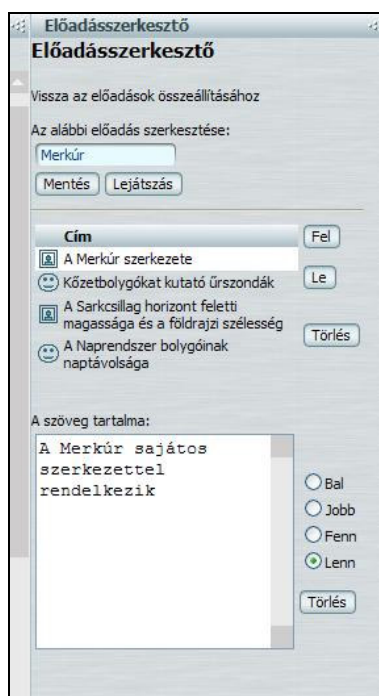 Előadásszerkesztő
Előadásszerkesztő
Vissza az előadások összeállításához
Az alábbi előadás szerkesztése:
Merkúr
Mentés Lejátszás
Cím
Fel
A Merkúr szerkezete
Kőzetbolygókat kutató űrszondák
Le
A Sarkcsillag horizont feletti
magassága és a földrajzi szélesség
Törlés
A Naprendszer bolygóinak
naptávolsága
A szöveg tartalma:
A Merkúr sajátos
szerkezettel
rendelkezik
Bal
Jobb
Fenn
Lenn
Törlés